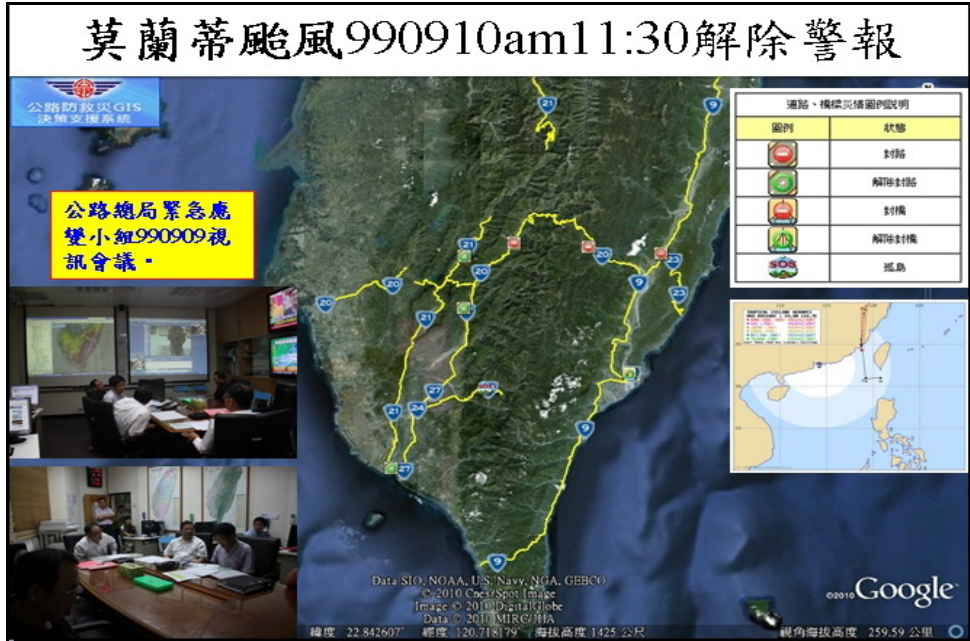 莫蘭蒂颱風990910am11:30解除警報
公路防救災GIS
決策支援系統
公路總局緊急應
變小組990909視
訊會議。
道路、橋樑災情圖例說明
圖例 狀態
封路
解除封路
封橋
解除封橋
SOS 孤島
21
9
21
20
20
20
20
9
23
23
21
27
24
21
27
9
9
Data SIO, NOAA, U.S. Navy, NGA, GEBCO
© 2010 Cnes/Spot Image
Image © 2010 DigitalGlobe
Data © 2010 MIRC/JHA
©2010 Google
緯度 22.842607° 經度 120.718179° 海拔高度 1425 公尺
視角海拔高度 259.59 公里